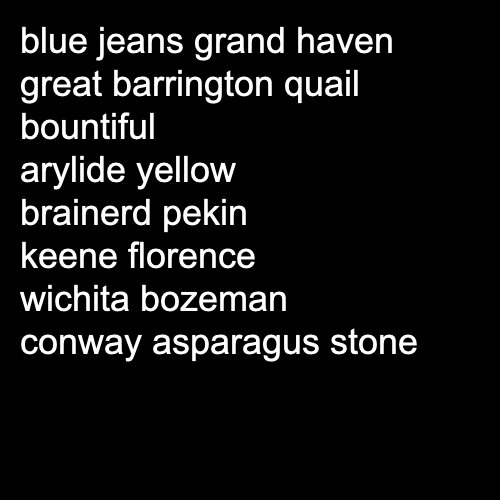 blue jeans grand haven
great barrington quail
bountiful
arylide yellow
brainerd pekin
keene florence
wichita bozeman
conway asparagus stone